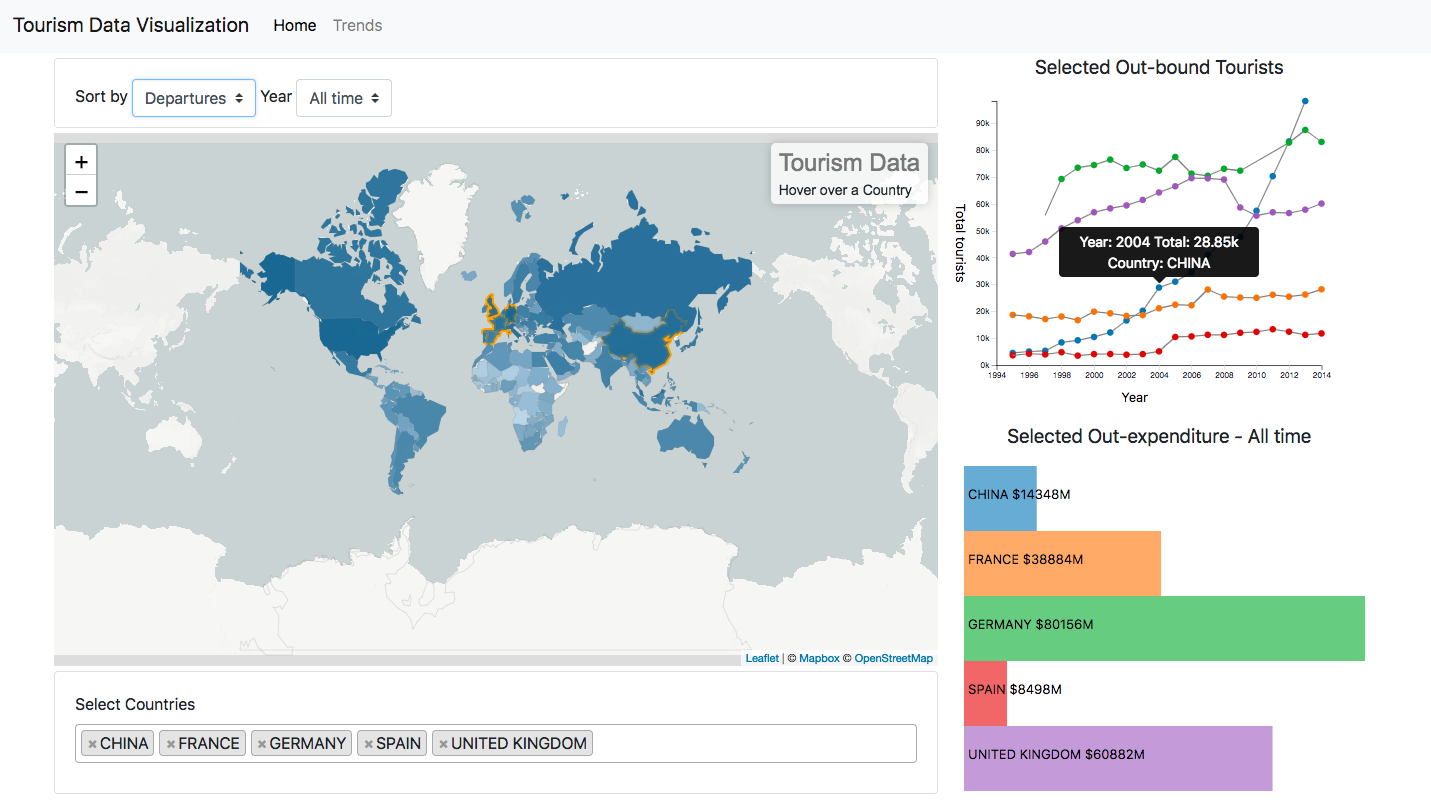 Tourism Data Visualization Home Trends
Sort by Departures Year All time
+
−
Tourism Data
Hover over a Country
Leaflet | © Mapbox © OpenStreetMap
Select Countries
×CHINA ×FRANCE ×GERMANY ×SPAIN ×UNITED KINGDOM
Selected Out-bound Tourists
90k
80k
70k
60k
50k
40k
30k
20k
10k
0k
Total tourists
Year: 2004 Total: 28.85k
Country: CHINA
1994 1996 1998 2000 2002 2004 2006 2008 2010 2012 2014
Year
Selected Out-expenditure - All time
CHINA $14348M
FRANCE $38884M
GERMANY $80156M
SPAIN $8498M
UNITED KINGDOM $60882M